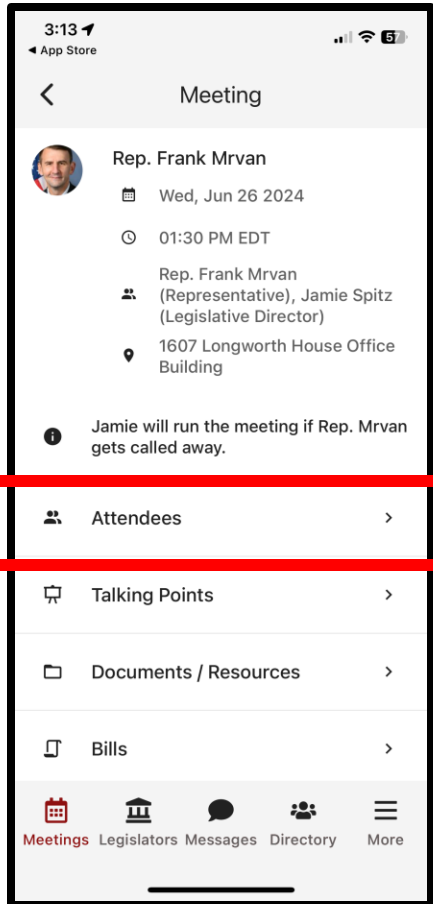 3:13
◀ App Store
57
Meeting
Rep. Frank Mrvan
Wed, Jun 26 2024
01:30 PM EDT
Rep. Frank Mrvan
(Representative), Jamie Spitz
(Legislative Director)
1607 Longworth House Office
Building
Jamie will run the meeting if Rep. Mrvan
gets called away.
Attendees
Talking Points
Documents / Resources
Bills
Meetings Legislators Messages Directory More